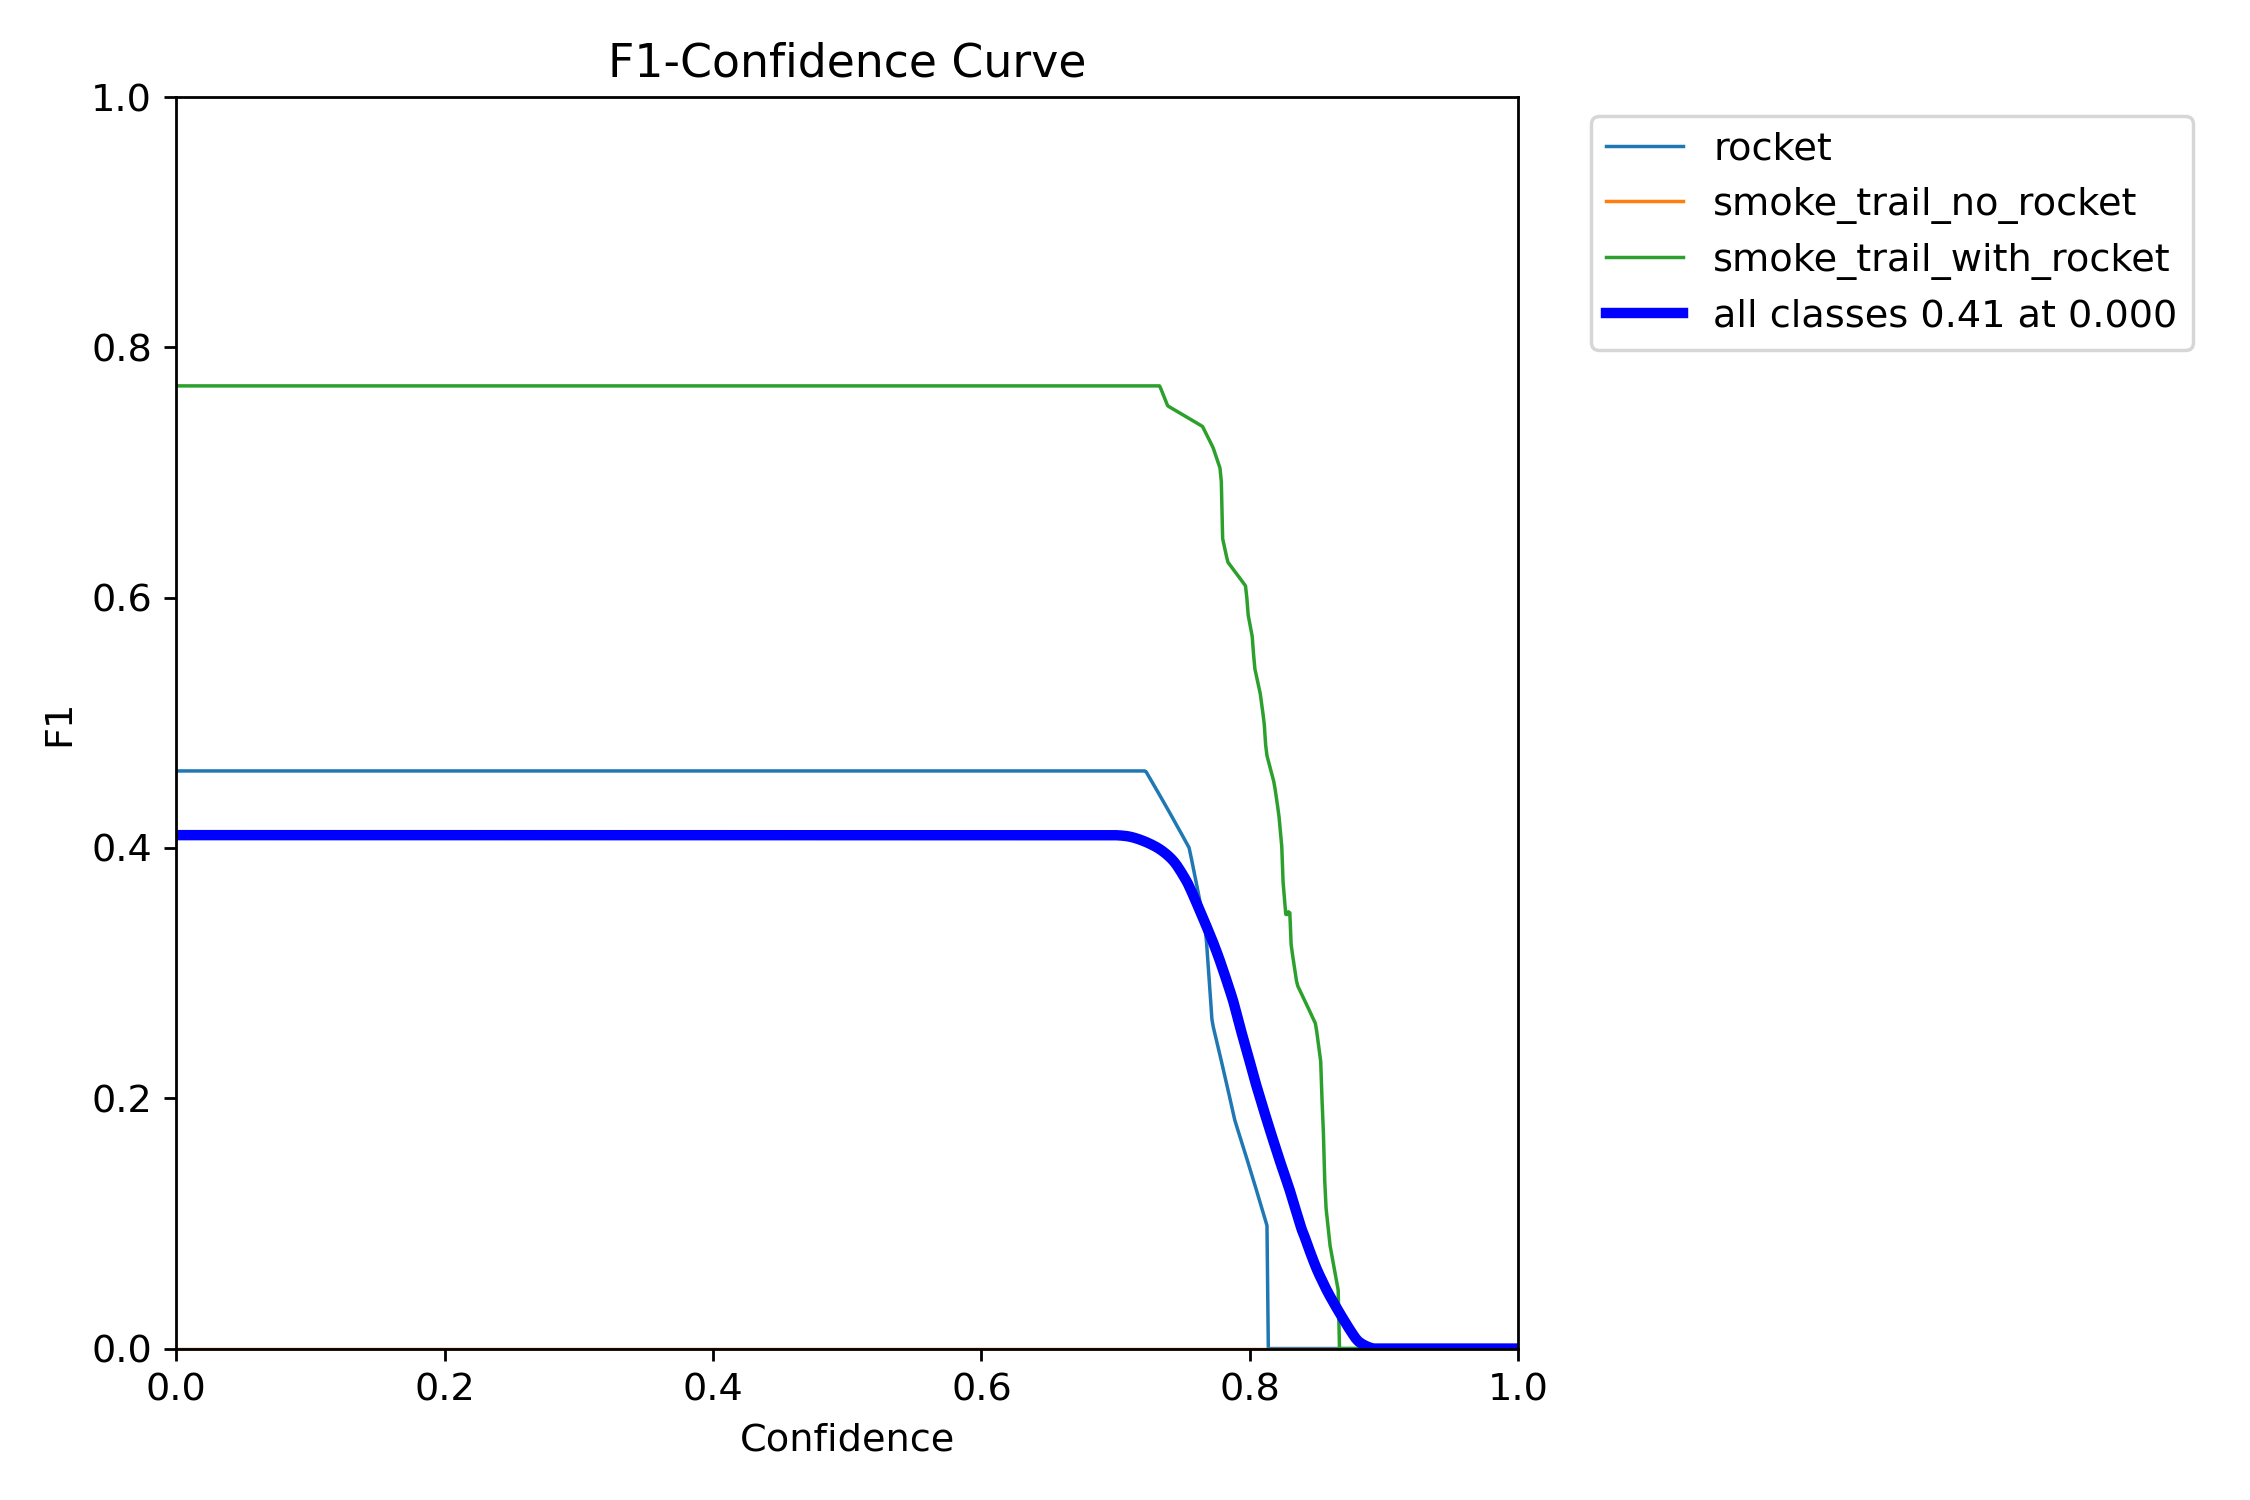 F1-Confidence Curve
1.0
0.8
0.6
0.4
0.2
0.0
F1
0.0 0.2 0.4 0.6 0.8 1.0
Confidence
rocket
smoke_trail_no_rocket
smoke_trail_with_rocket
all classes 0.41 at 0.000